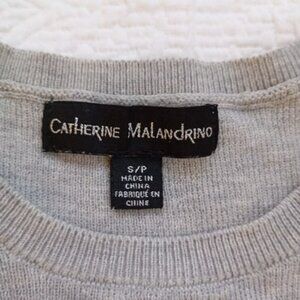 CATHERINE MALANDRINO
S/P
MADE IN
CHINA
FABRIQUÉ EN
CHINE